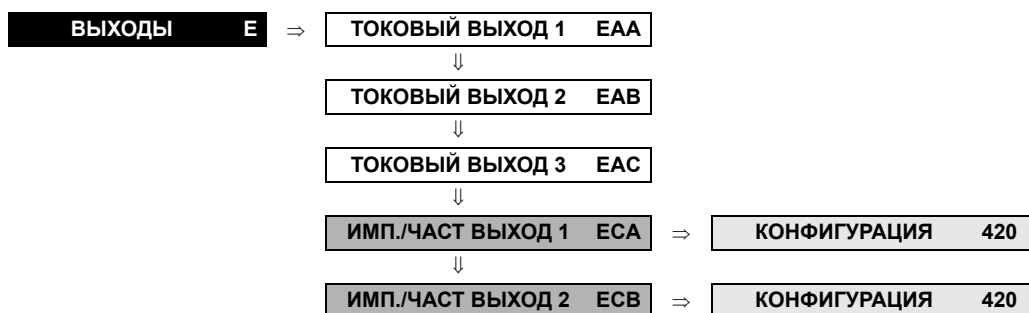 ВЫХОДЫ E ⇒ ТОКОВЫЙ ВЫХОД 1 EAA
⇓
ТОКОВЫЙ ВЫХОД 2 EAB
⇓
ТОКОВЫЙ ВЫХОД 3 EAC
⇓
ИМП./ЧАСТ ВЫХОД 1 ECA ⇒ КОНФИГУРАЦИЯ 420
⇓
ИМП./ЧАСТ ВЫХОД 2 ECB ⇒ КОНФИГУРАЦИЯ 420